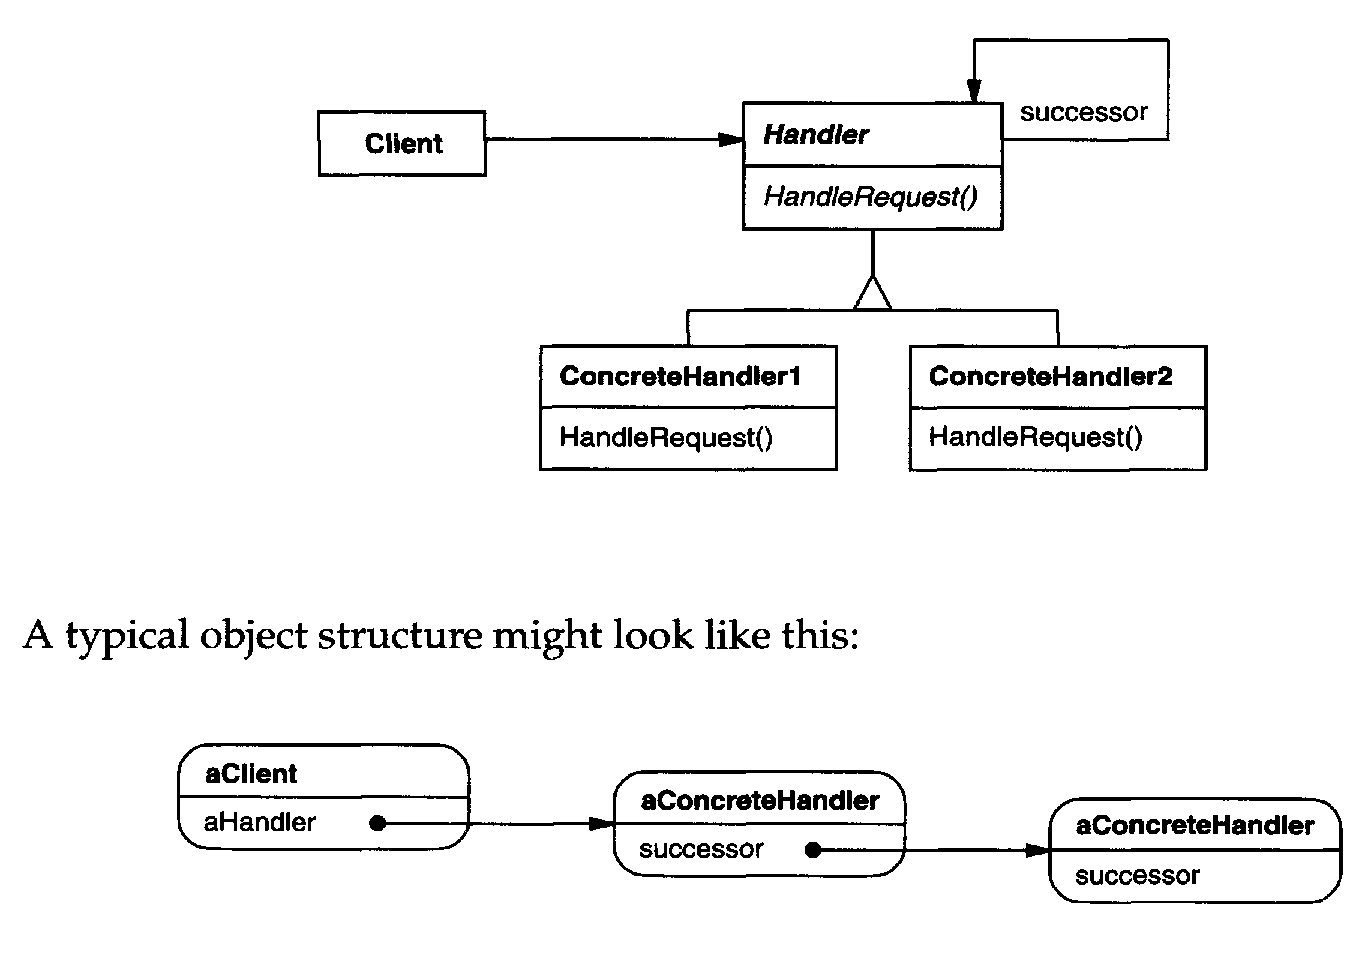 successor
Client
Handler
HandleRequest()
ConcreteHandler1
ConcreteHandler2
HandleRequest()
HandleRequest()
A typical object structure might look like this:
aClient
aHandler
aConcreteHandler
successor
aConcreteHandler
successor